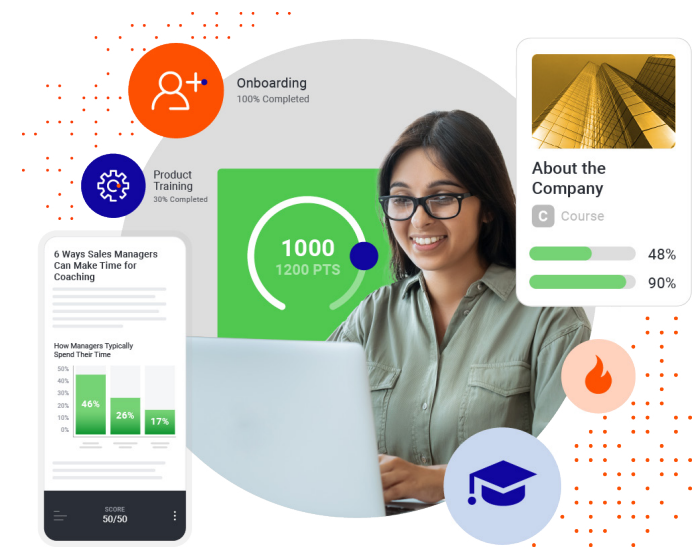 Onboarding
100% Completed
Product
Training
30% Completed
1000
1200 PTS
About the
Company
C Course
48%
90%
6 Ways Sales Managers
Can Make Time for
Coaching
How Managers Typically
Spend Their Time
50%
40%
30%
20%
10%
0%
46%
26%
17%
SCORE
50/50